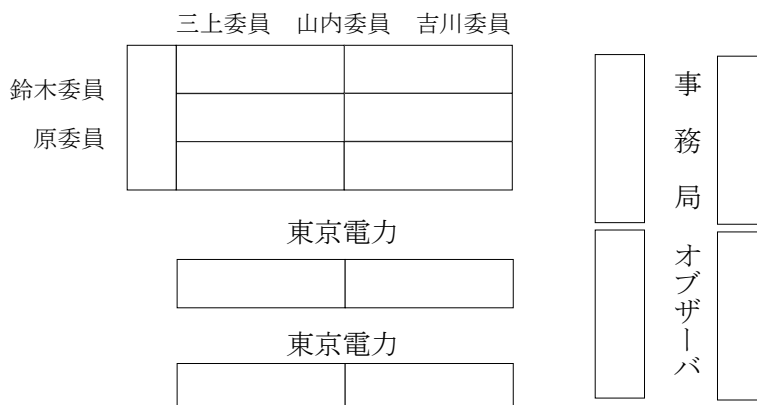 三上委員 山内委員 吉川委員
鈴木委員
原委員
東京電力
東京電力
事務局
オブザーバ